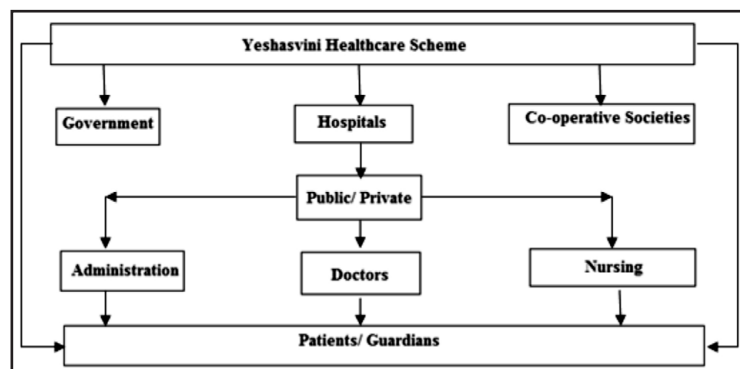 Yeshasvini Healthcare Scheme
Government
Hospitals
Co-operative Societies
Public/ Private
Administration
Doctors
Nursing
Patients/ Guardians